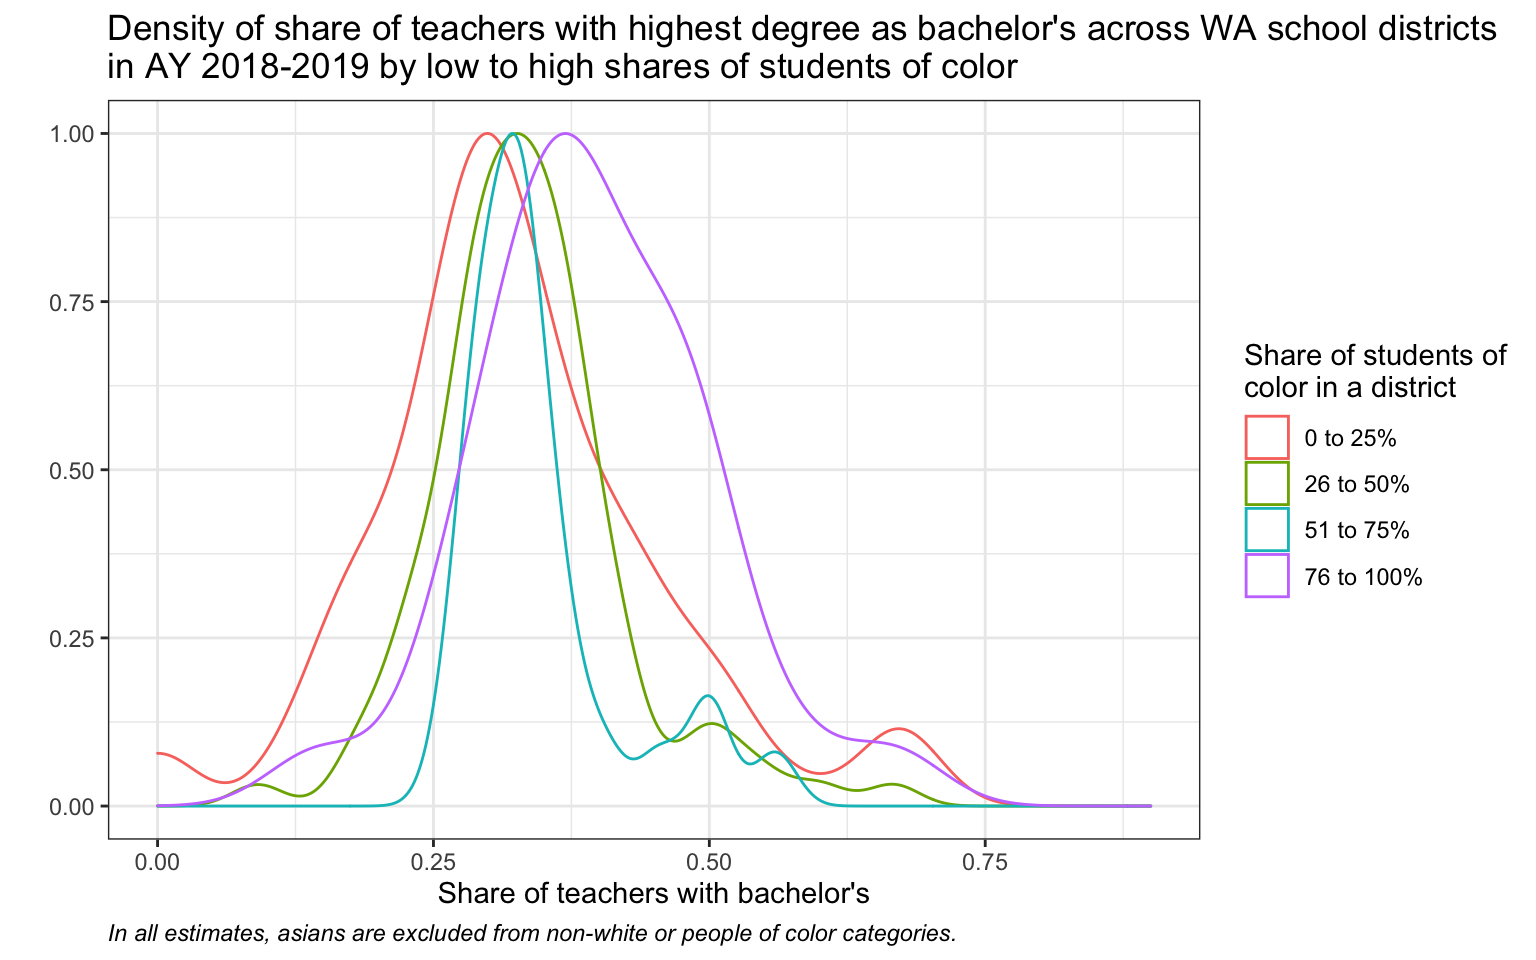 Density of share of teachers with highest degree as bachelor's across WA school districts
in AY 2018-2019 by low to high shares of students of color
1.00
0.75
0.50
0.25
0.00
0.00
0.25
0.50
0.75
Share of teachers with bachelor's
In all estimates, asians are excluded from non-white or people of color categories.
Share of students of
color in a district
0 to 25%
26 to 50%
51 to 75%
76 to 100%